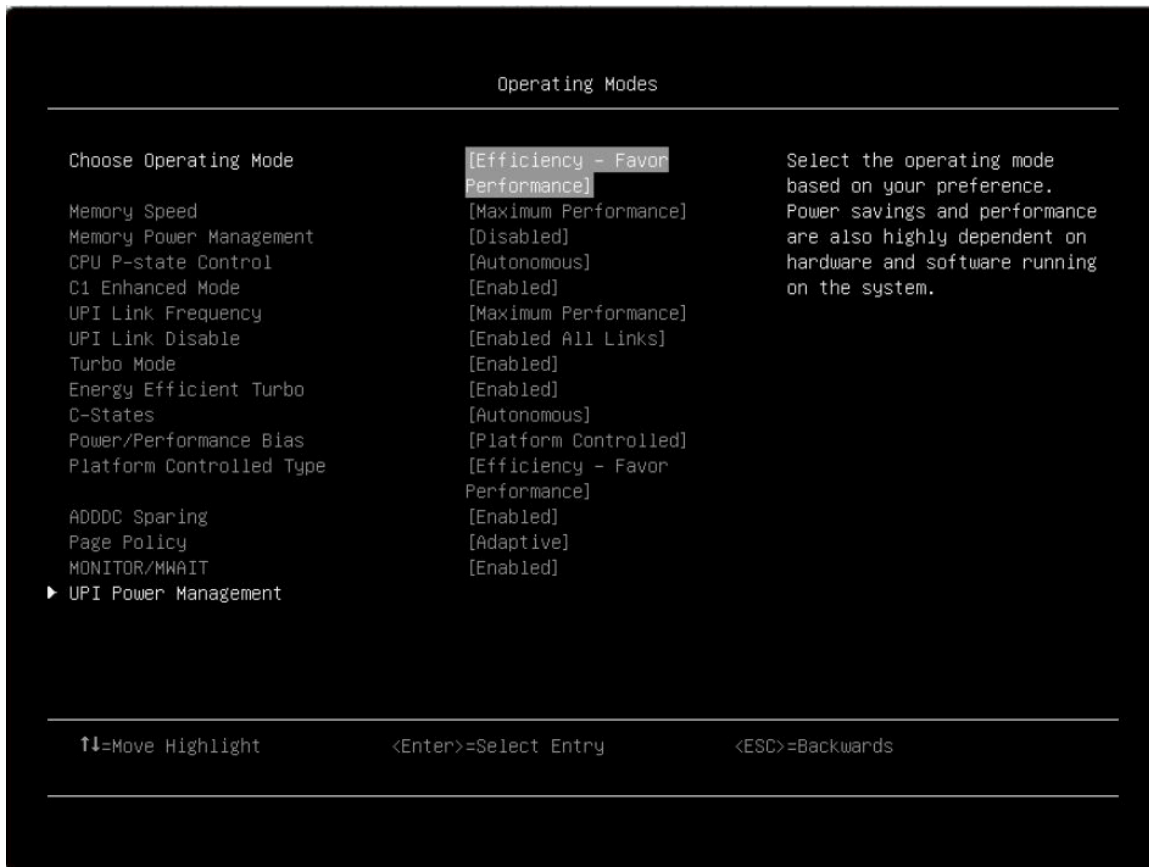 Operating Modes
Choose Operating Mode [Efficiency - Favor Select the operating mode
Performance] based on your preference.
Memory Speed [Maximum Performance] Power savings and performance
Memory Power Management [Disabled] are also highly dependent on
CPU P-state Control [Autonomous] hardware and software running
C1 Enhanced Mode [Enabled] on the system.
UPI Link Frequency [Maximum Performance]
UPI Link Disable [Enabled All Links]
Turbo Mode [Enabled]
Energy Efficient Turbo [Enabled]
C-States [Autonomous]
Power/Performance Bias [Platform Controlled]
Platform Controlled Type [Efficiency - Favor
Performance]
ADDDC Sparing [Enabled]
Page Policy [Adaptive]
MONITOR/MWAIT [Enabled]
▶ UPI Power Management
↑↓=Move Highlight <Enter>=Select Entry <ESC>=Backwards